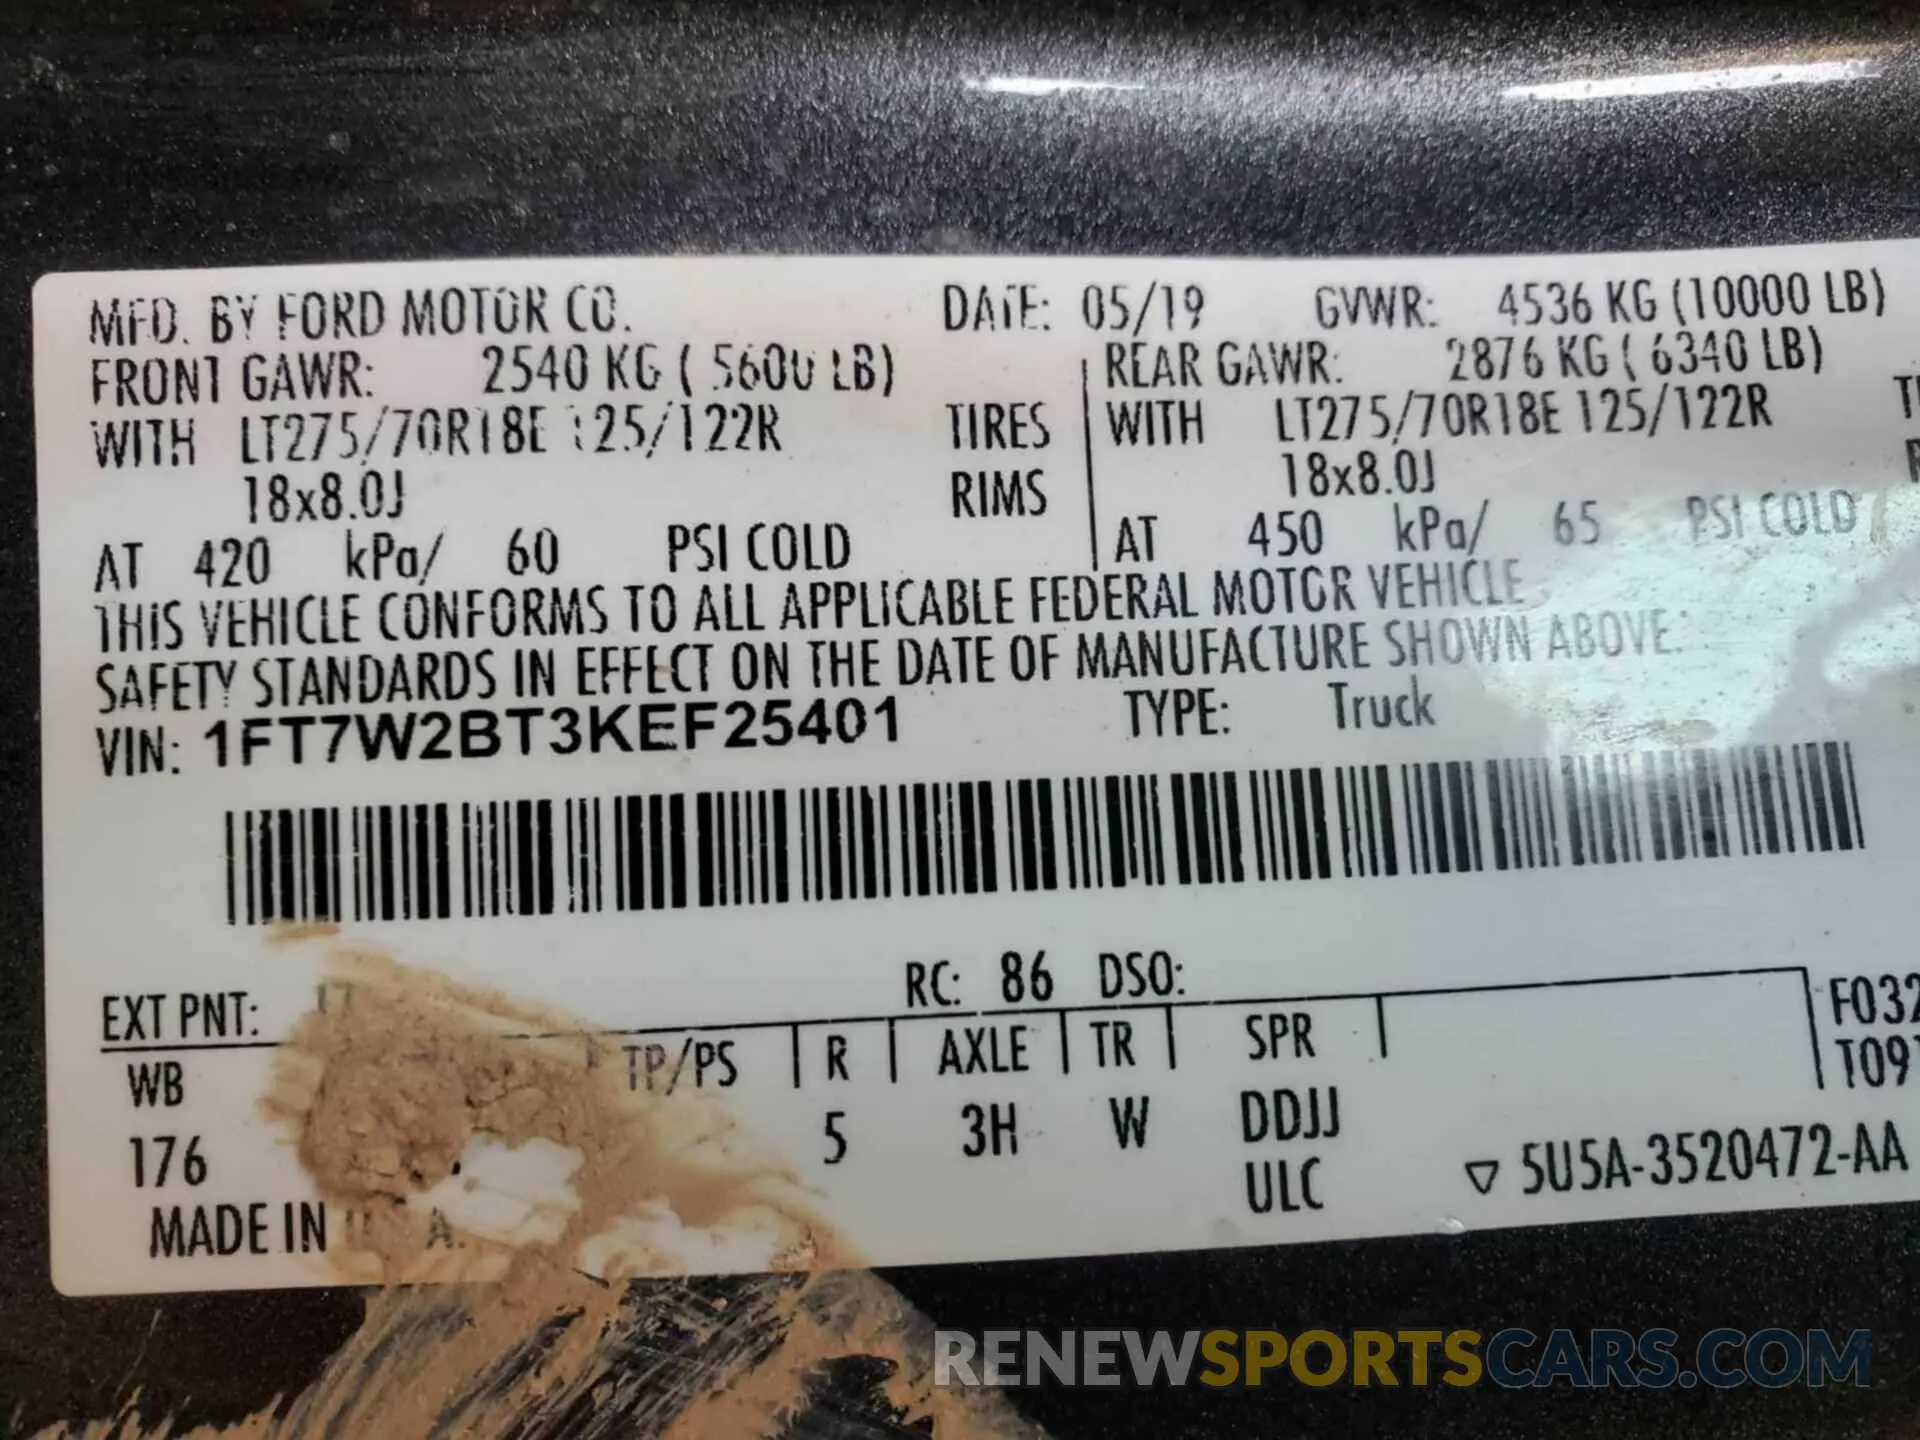 MFD. BY FORD MOTOR CO. DATE: 05/19 GVWR: 4536 KG (10000 LB)
FRONT GAWR: 2540 KG ( 5600 LB) REAR GAWR: 2876 KG ( 6340 LB)
WITH LT275/70R18E 125/122R TIRES WITH LT275/70R18E 125/122R
18x8.0J RIMS 18x8.0J
AT 420 kPa/ 60 PSI COLD AT 450 kPa/ 65 PSI COLD
THIS VEHICLE CONFORMS TO ALL APPLICABLE FEDERAL MOTOR VEHICLE
SAFETY STANDARDS IN EFFECT ON THE DATE OF MANUFACTURE SHOWN ABOVE.
VIN: 1FT7W2BT3KEF25401 TYPE: Truck
EXT PNT: RC: 86 DSO:
WB TP/PS R AXLE TR SPR F032
176 5 3H W DDJJ T09
ULC 5U5A-3520472-AA
MADE IN U.S.A.
RENEWSPORTSCARS.COM